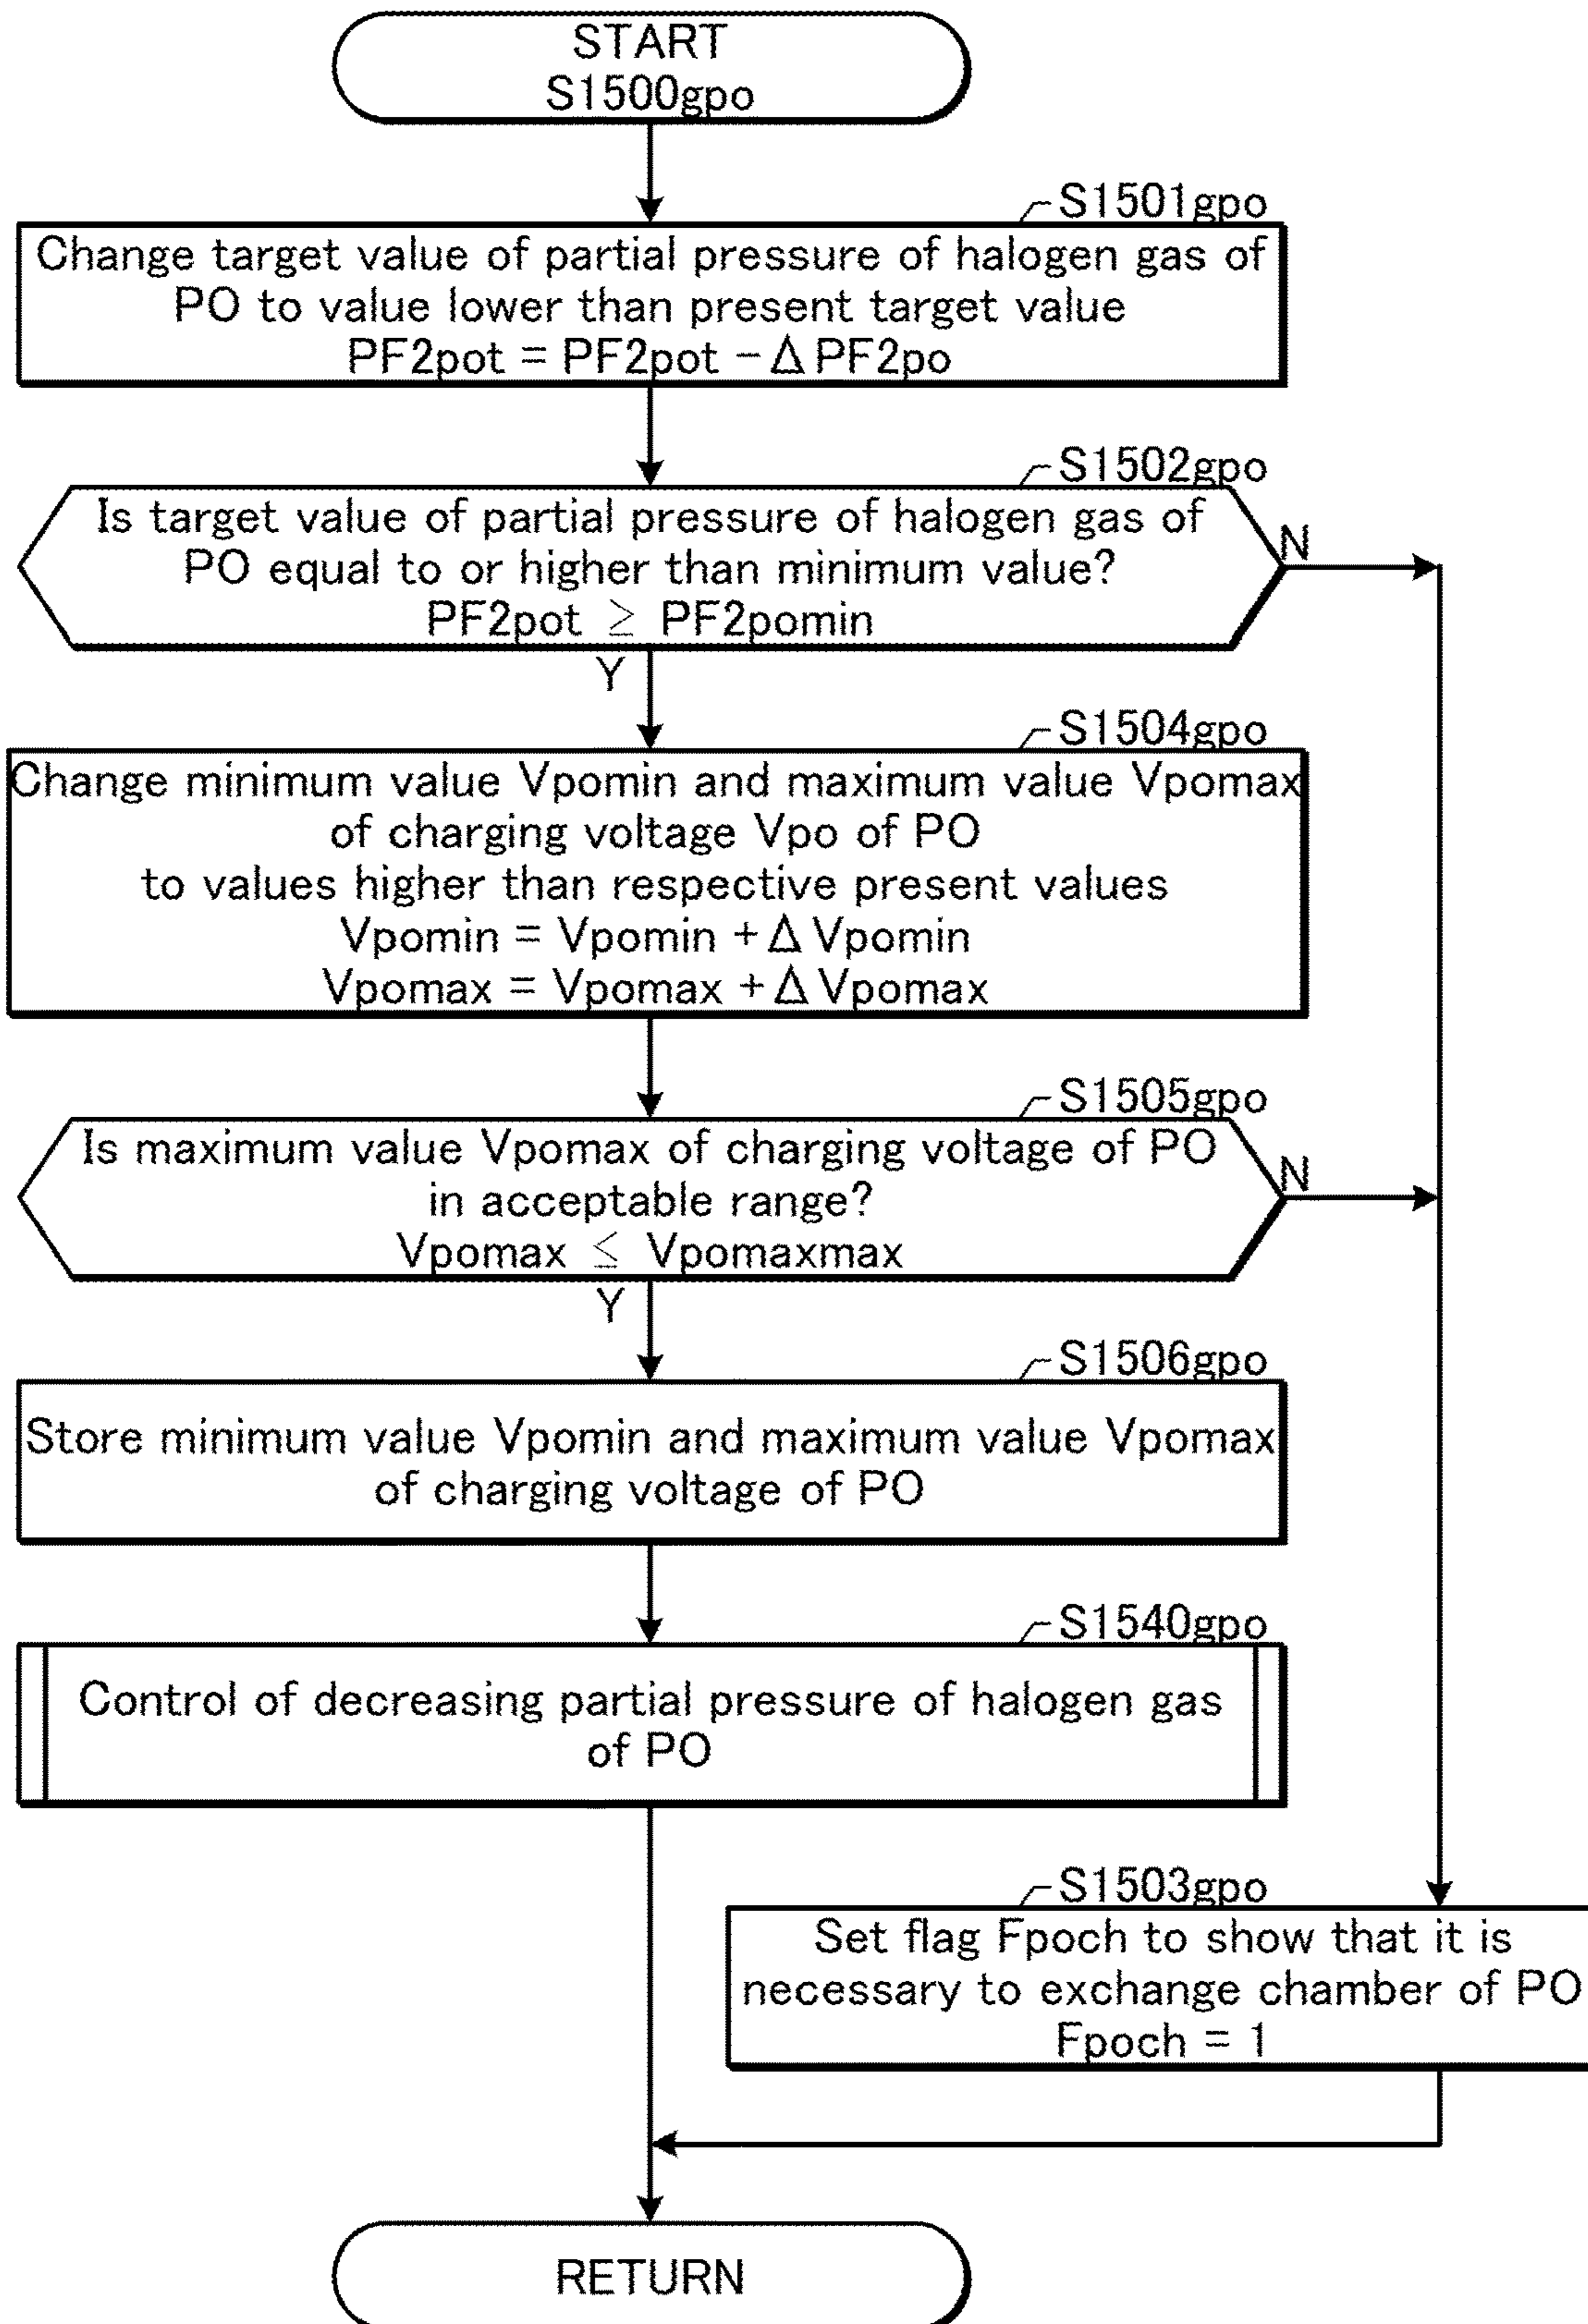 START
S1500gpo
S1501gpo
Change target value of partial pressure of halogen gas of
PO to value lower than present target value
PF2pot = PF2pot − Δ PF2po
S1502gpo
Is target value of partial pressure of halogen gas of
PO equal to or higher than minimum value?
PF2pot ≥ PF2pomin
N
Y
S1504gpo
Change minimum value Vpomin and maximum value Vpomax
of charging voltage Vpo of PO
to values higher than respective present values
Vpomin = Vpomin + Δ Vpomin
Vpomax = Vpomax + Δ Vpomax
S1505gpo
Is maximum value Vpomax of charging voltage of PO
in acceptable range?
Vpomax ≤ Vpomaxmax
N
Y
S1506gpo
Store minimum value Vpomin and maximum value Vpomax
of charging voltage of PO
S1540gpo
Control of decreasing partial pressure of halogen gas
of PO
S1503gpo
Set flag Fpoch to show that it is
necessary to exchange chamber of PO
Fpoch = 1
RETURN